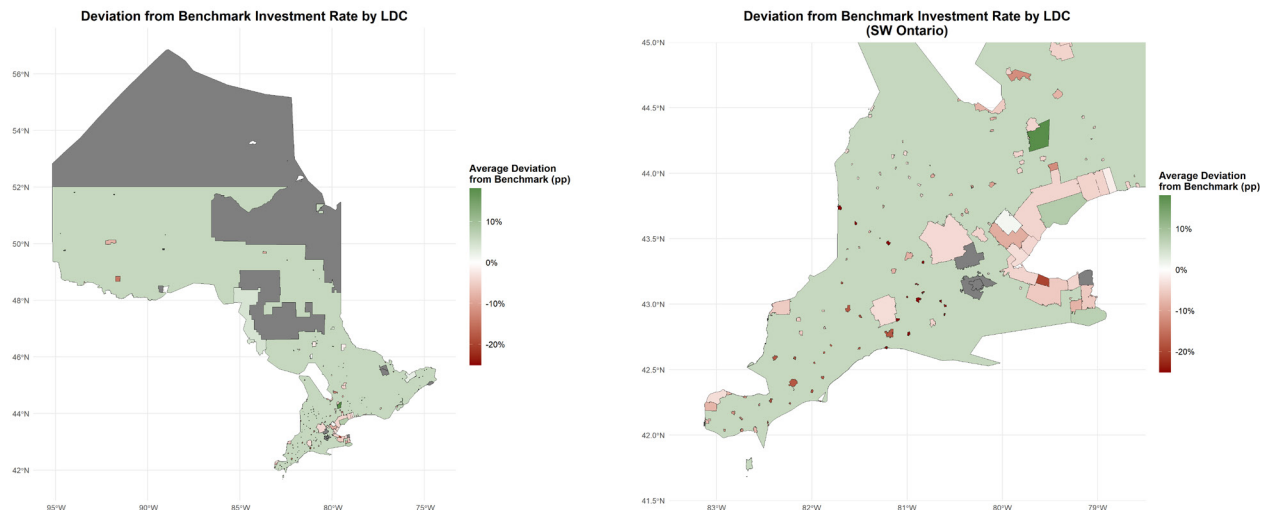 Deviation from Benchmark Investment Rate by LDC
56°N
54°N
52°N
50°N
48°N
46°N
44°N
42°N
95°W
90°W
85°W
80°W
75°W
Average Deviation
from Benchmark (pp)
10%
0%
-10%
-20%
Deviation from Benchmark Investment Rate by LDC
(SW Ontario)
45.0°N
44.5°N
44.0°N
43.5°N
43.0°N
42.5°N
42.0°N
41.5°N
83°W
82°W
81°W
80°W
79°W
Average Deviation
from Benchmark (pp)
10%
0%
-10%
-20%